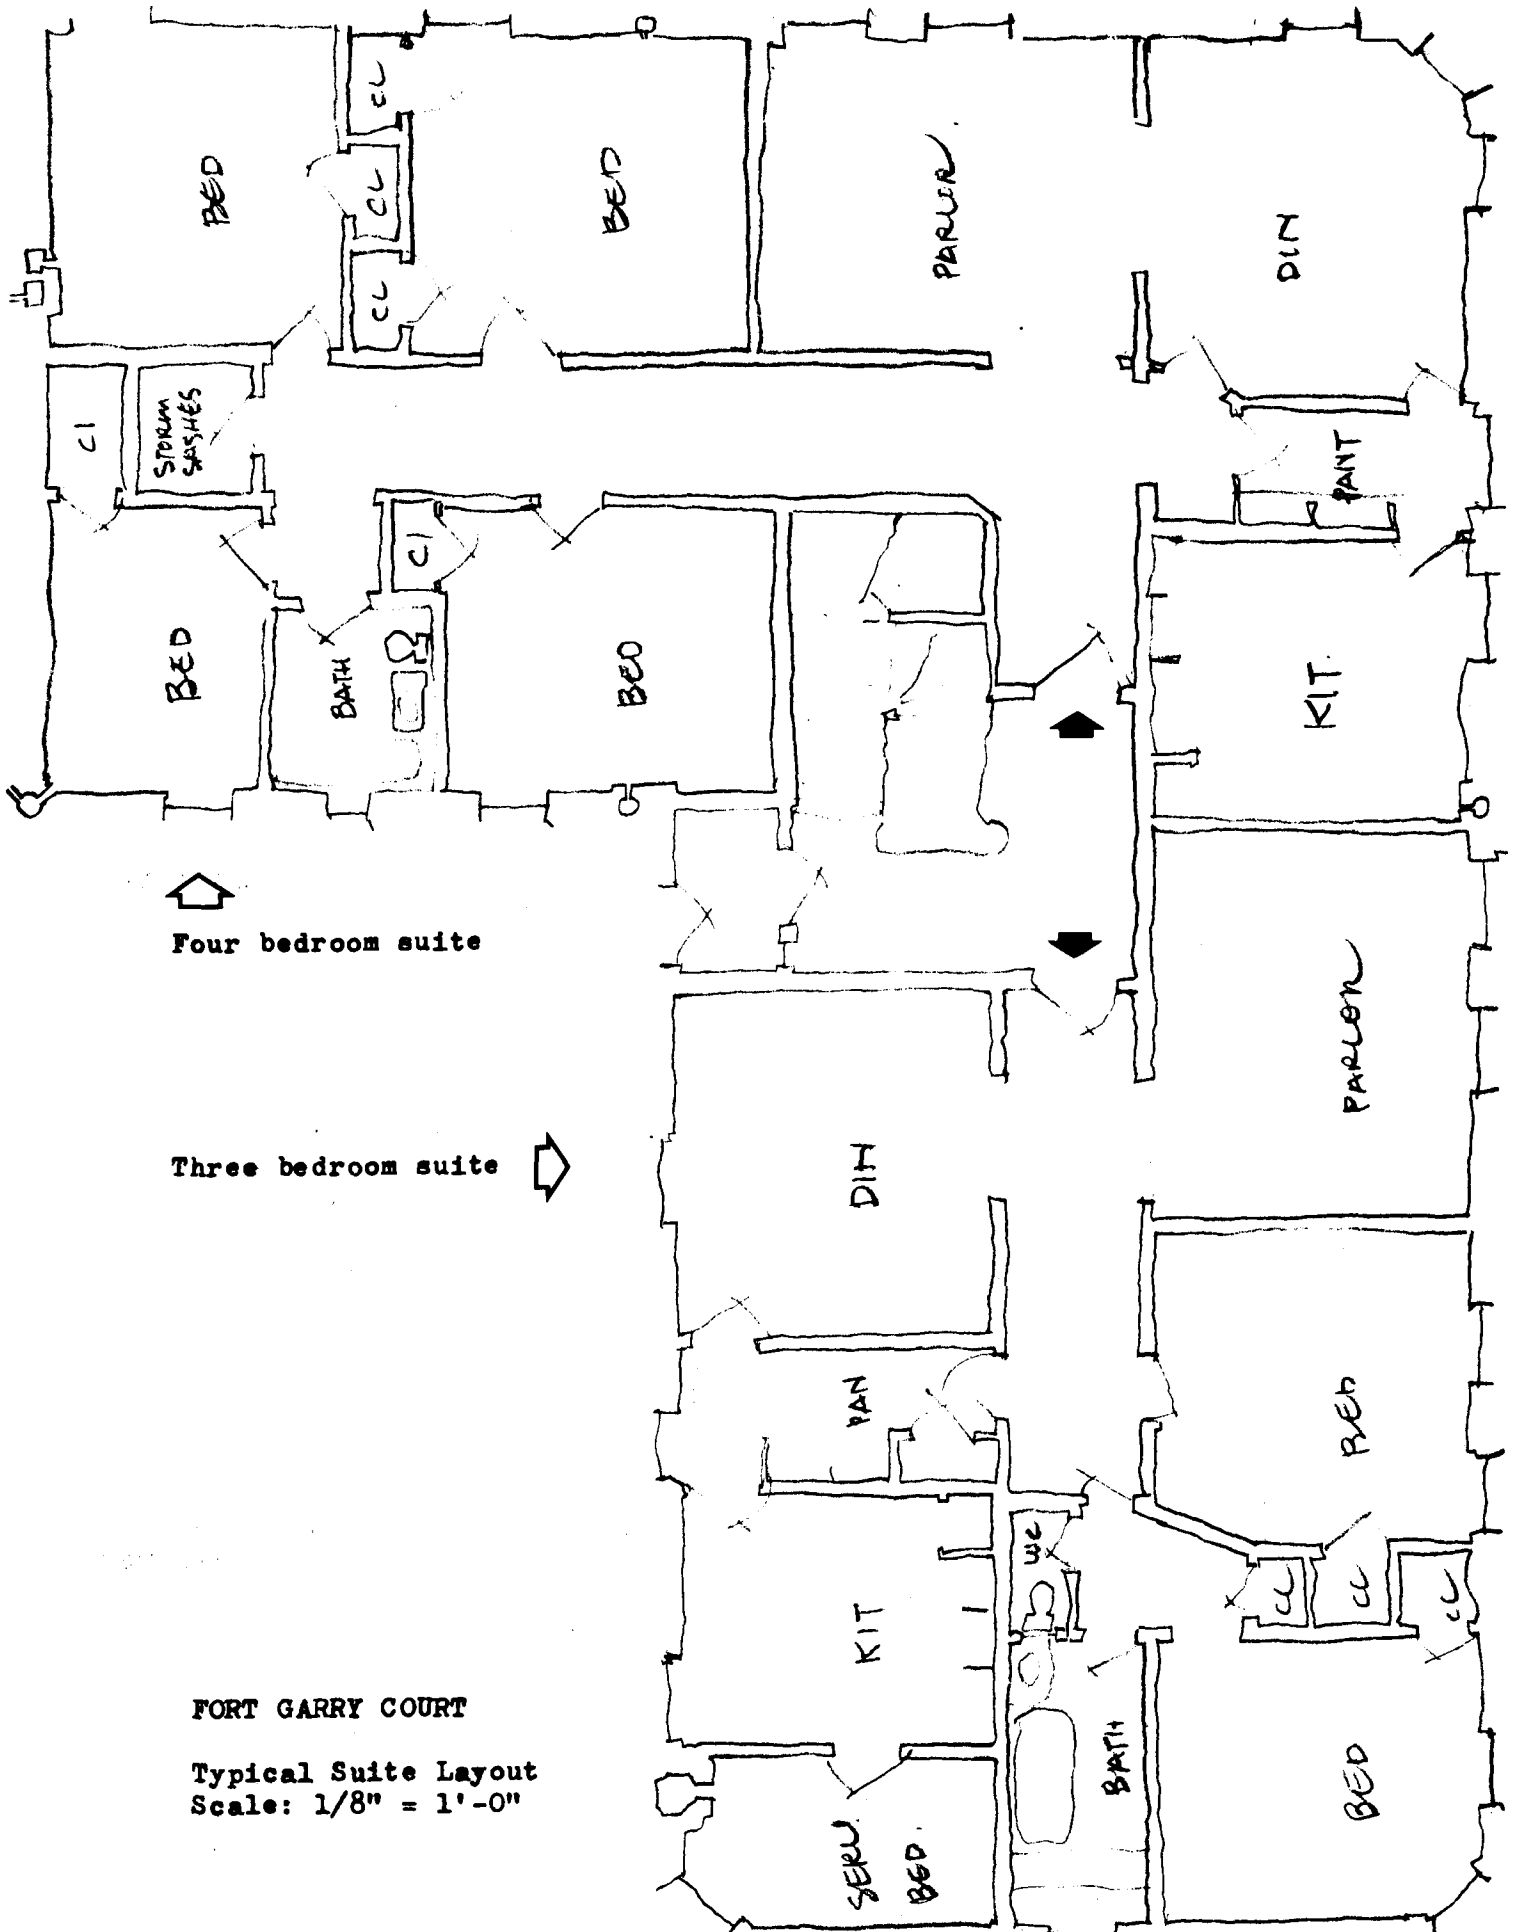 CL
BED
BED
PARLOR
DIN
CL
CL
Cl
STORM
SASHES
PANT
Cl
BED
BATH
BED
KIT.
Four bedroom suite
PARLOR
Three bedroom suite
DIN
PAN
BED
WC
CL
CL
CL
KIT
FORT GARRY COURT
Typical Suite Layout
Scale: 1/8" = 1'-0"
BATH
BED
SERV.
BED.